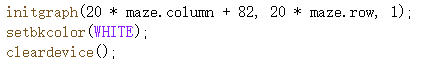 initgraph(20 * maze.column + 82, 20 * maze.row, 1);
setbkcolor(WHITE);
cleardevice();